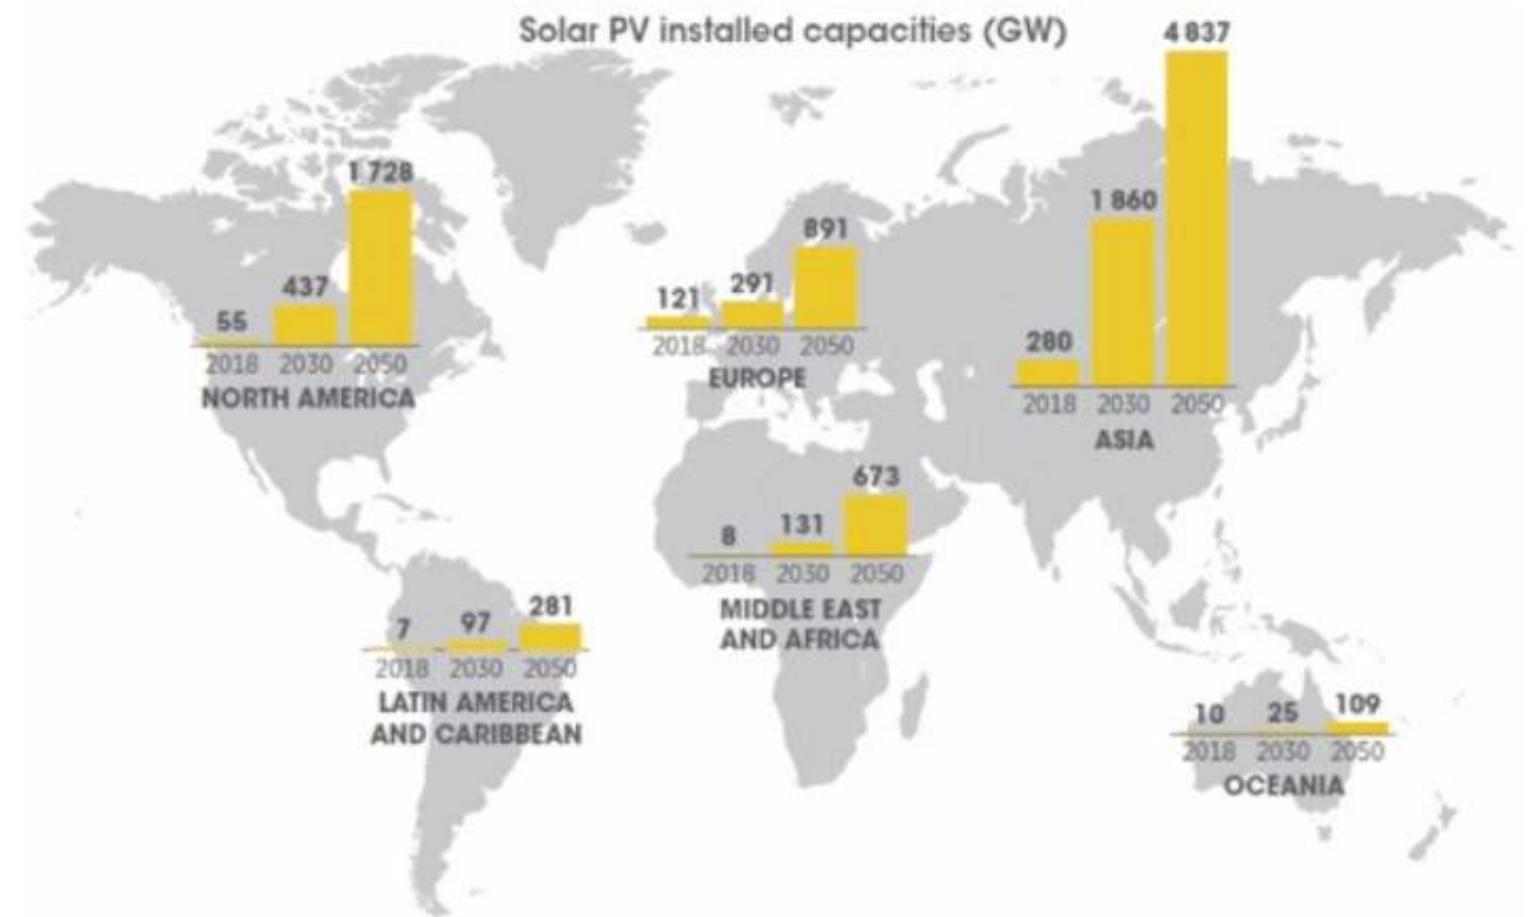 Solar PV installed capacities (GW)
55 437 1 728
2018 2030 2050
NORTH AMERICA
121 291 891
2018 2030 2050
EUROPE
280 1 860 4 837
2018 2030 2050
ASIA
8 131 673
2018 2030 2050
MIDDLE EAST
AND AFRICA
7 97 281
2018 2030 2050
LATIN AMERICA
AND CARIBBEAN
10 25 109
2018 2030 2050
OCEANIA